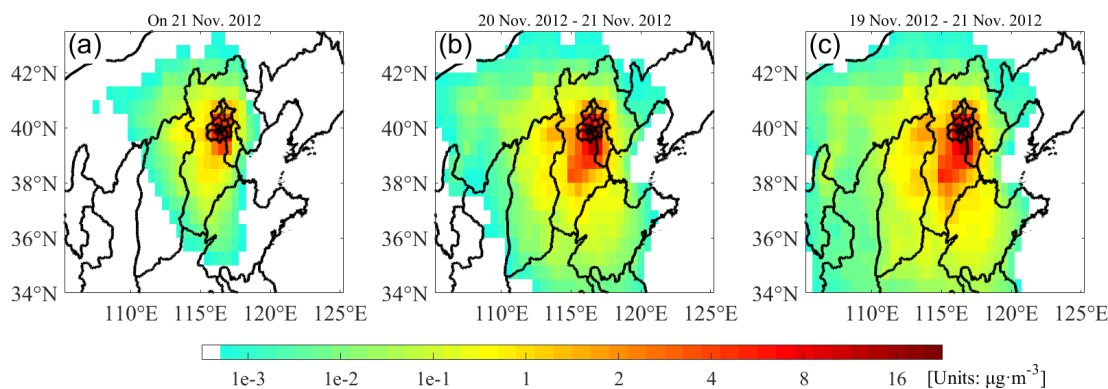 On 21 Nov. 2012
20 Nov. 2012 - 21 Nov. 2012
19 Nov. 2012 - 21 Nov. 2012
(a)
(b)
(c)
42°N
40°N
38°N
36°N
34°N
42°N
40°N
38°N
36°N
34°N
42°N
40°N
38°N
36°N
34°N
110°E 115°E 120°E 125°E
110°E 115°E 120°E 125°E
110°E 115°E 120°E 125°E
1e-3 1e-2 1e-1 1 2 4 8 16 [Units: μg·m⁻³]